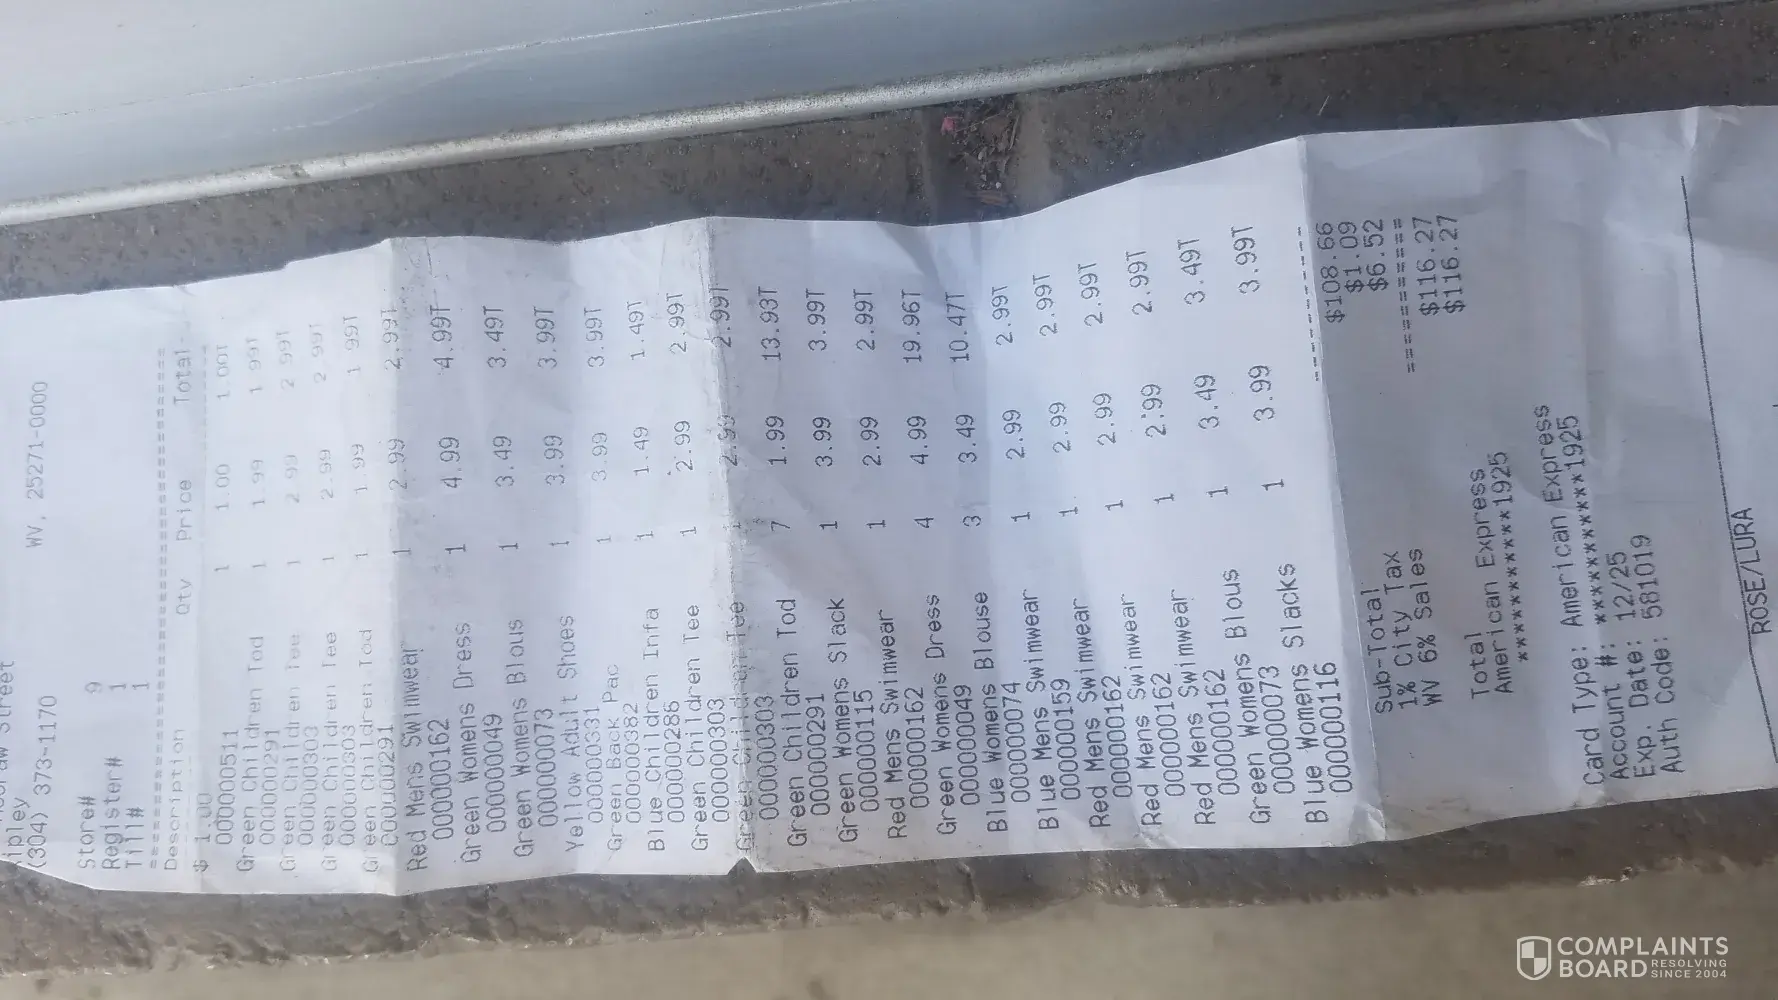 Street
ipley WV, 25271-0000
(304) 373-1170
Store# 9
Register# 1
Till# 1
====================================
Description Qty Price Total
------------------------------------
$ 1.00
00000511 1 1.00 1.00T
Green Children Tod
00000291 1 1.99 1.99T
Green Children Tee
00000303 1 2.99 2.99T
Green Children Tee
00000303 1 2.99 2.99T
Green Children Tod
00000291 1 1.99 1.99T
Red Mens Swimwear
00000162 1 2.99 2.99T
Green Womens Dress
00000049 1 4.99 4.99T
Green Womens Blous
00000073 1 3.49 3.49T
Yellow Adult Shoes
00000331 1 3.99 3.99T
Green Back Pac
00000382 1 3.99 3.99T
Blue Children Infa
00000286 1 1.49 1.49T
Green Children Tee
00000303 1 2.99 2.99T
Green Children Tee
00000303 1 2.99 2.99T
Green Children Tod
00000291 7 1.99 13.93T
Green Womens Slack
00000115 1 3.99 3.99T
Red Mens Swimwear
00000162 1 2.99 2.99T
Green Womens Dress
00000049 4 4.99 19.96T
Blue Womens Blouse
00000074 3 3.49 10.47T
Blue Mens Swimwear
00000159 1 2.99 2.99T
Red Mens Swimwear
00000162 1 2.99 2.99T
Red Mens Swimwear
00000162 1 2.99 2.99T
Red Mens Swimwear
00000162 1 2.99 2.99T
Green Womens Blous
00000073 1 3.49 3.49T
Blue Womens Slacks
00000116 1 3.99 3.99T
------------
Sub-Total $108.66
1% City Tax $1.09
WV 6% Sales $6.52
============
Total $116.27
American Express $116.27
***********1925
Card Type: American Express
Account #: ***********1925
Exp. Date: 12/25
Auth Code: 581019
ROSE/LURA
COMPLAINTS
BOARD RESOLVING
SINCE 2004